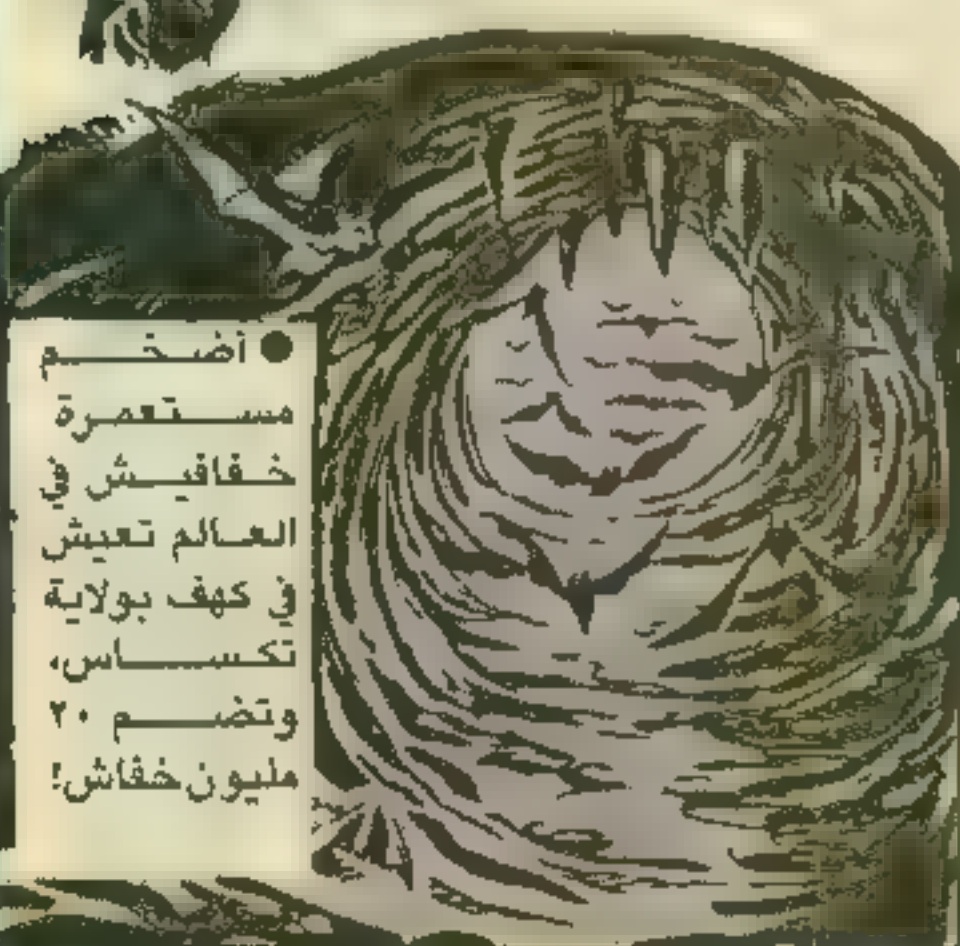 ● أضخم
مستعمرة
خفافيش في
العالم تعيش
في كهف بولاية
تكساس،
وتضم ٢٠
مليون خفاش!